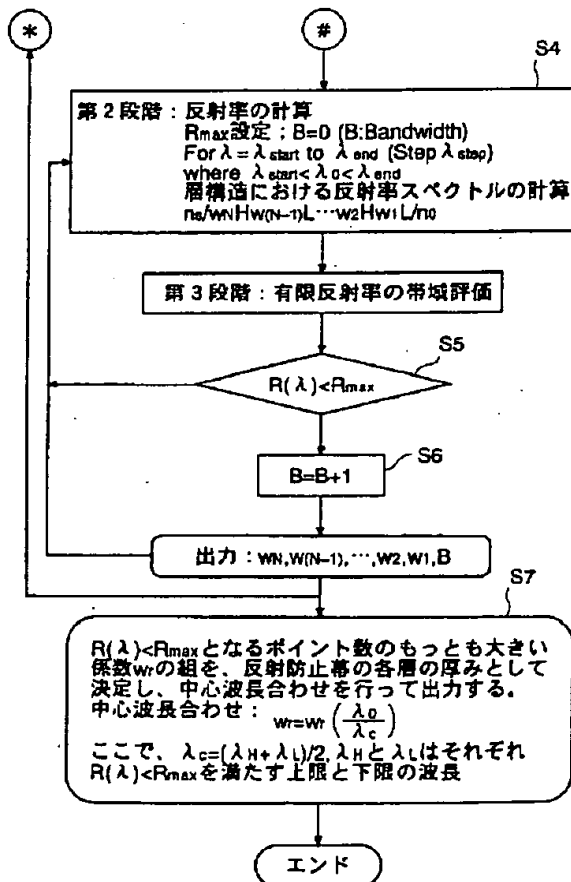 *
#
S4
第2段階：反射率の計算
Rmax設定；B=0 (B:Bandwidth)
For λ=λstart to λend (Step λstep)
where λstart<λ0<λend
層構造における反射率スペクトルの計算
ns/wNHw(N-1)L…w2Hw1L/n0
第3段階：有限反射率の帯域評価
S5
R(λ)<Rmax
S6
B=B+1
出力：wN,w(N-1),…,w2,w1,B
S7
R(λ)<Rmaxとなるポイント数のもっとも大きい
係数wrの組を、反射防止幕の各層の厚みとして
決定し、中心波長合わせを行って出力する。
中心波長合わせ： wr=wr(λ0/λc)
ここで、λc=(λH+λL)/2,λHとλLはそれぞれ
R(λ)<Rmaxを満たす上限と下限の波長
エンド